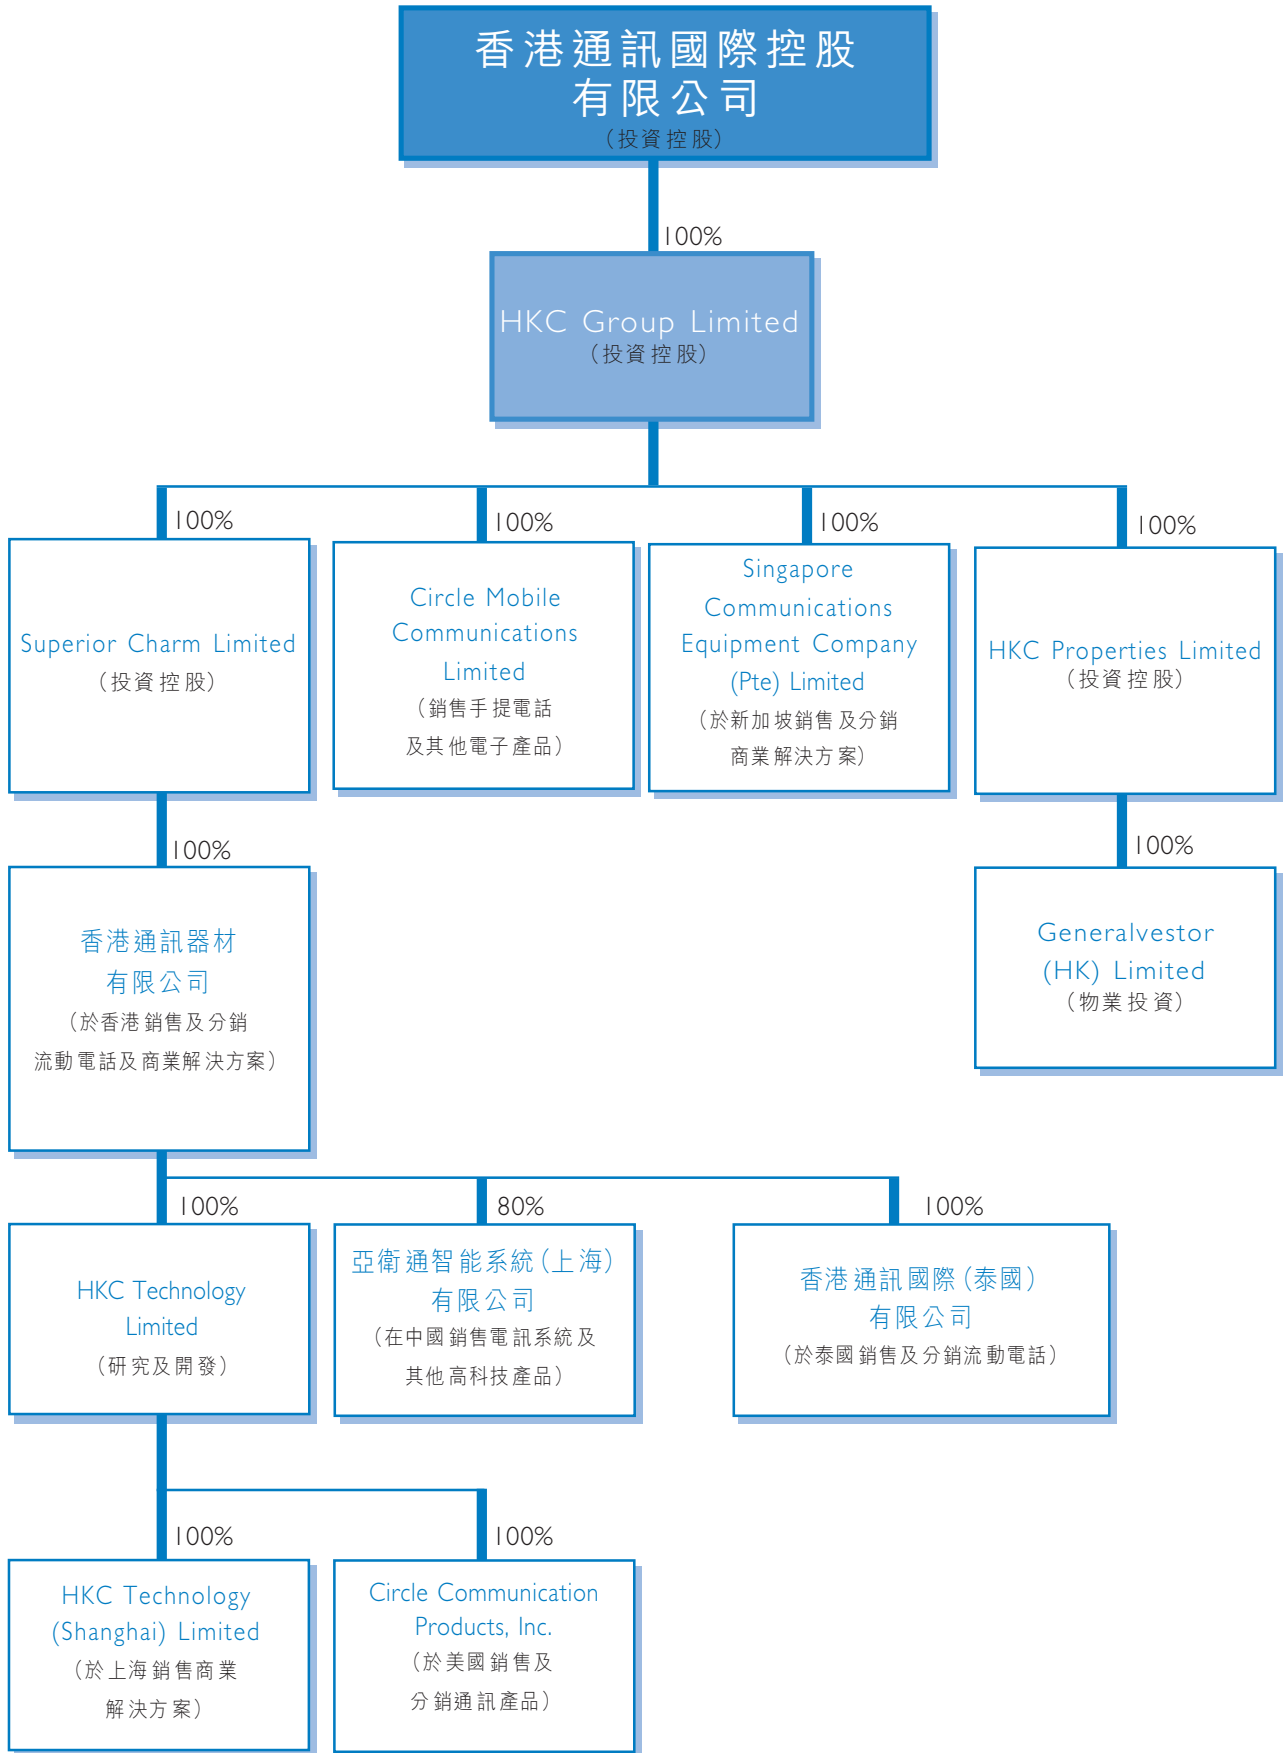 香港通訊國際控股
有限公司
（投資控股）
100%
HKC Group Limited
（投資控股）
100%
100%
100%
100%
Superior Charm Limited
（投資控股）
Circle Mobile
Communications
Limited
（銷售手提電話
及其他電子產品）
Singapore
Communications
Equipment Company
(Pte) Limited
（於新加坡銷售及分銷
商業解決方案）
HKC Properties Limited
（投資控股）
100%
100%
香港通訊器材
有限公司
（於香港銷售及分銷
流動電話及商業解決方案）
Generalvestor
(HK) Limited
（物業投資）
100%
80%
100%
HKC Technology
Limited
（研究及開發）
亞衛通智能系統（上海）
有限公司
（在中國銷售電訊系統及
其他高科技產品）
香港通訊國際（泰國）
有限公司
（於泰國銷售及分銷流動電話）
100%
100%
HKC Technology
(Shanghai) Limited
（於上海銷售商業
解決方案）
Circle Communication
Products, Inc.
（於美國銷售及
分銷通訊產品）